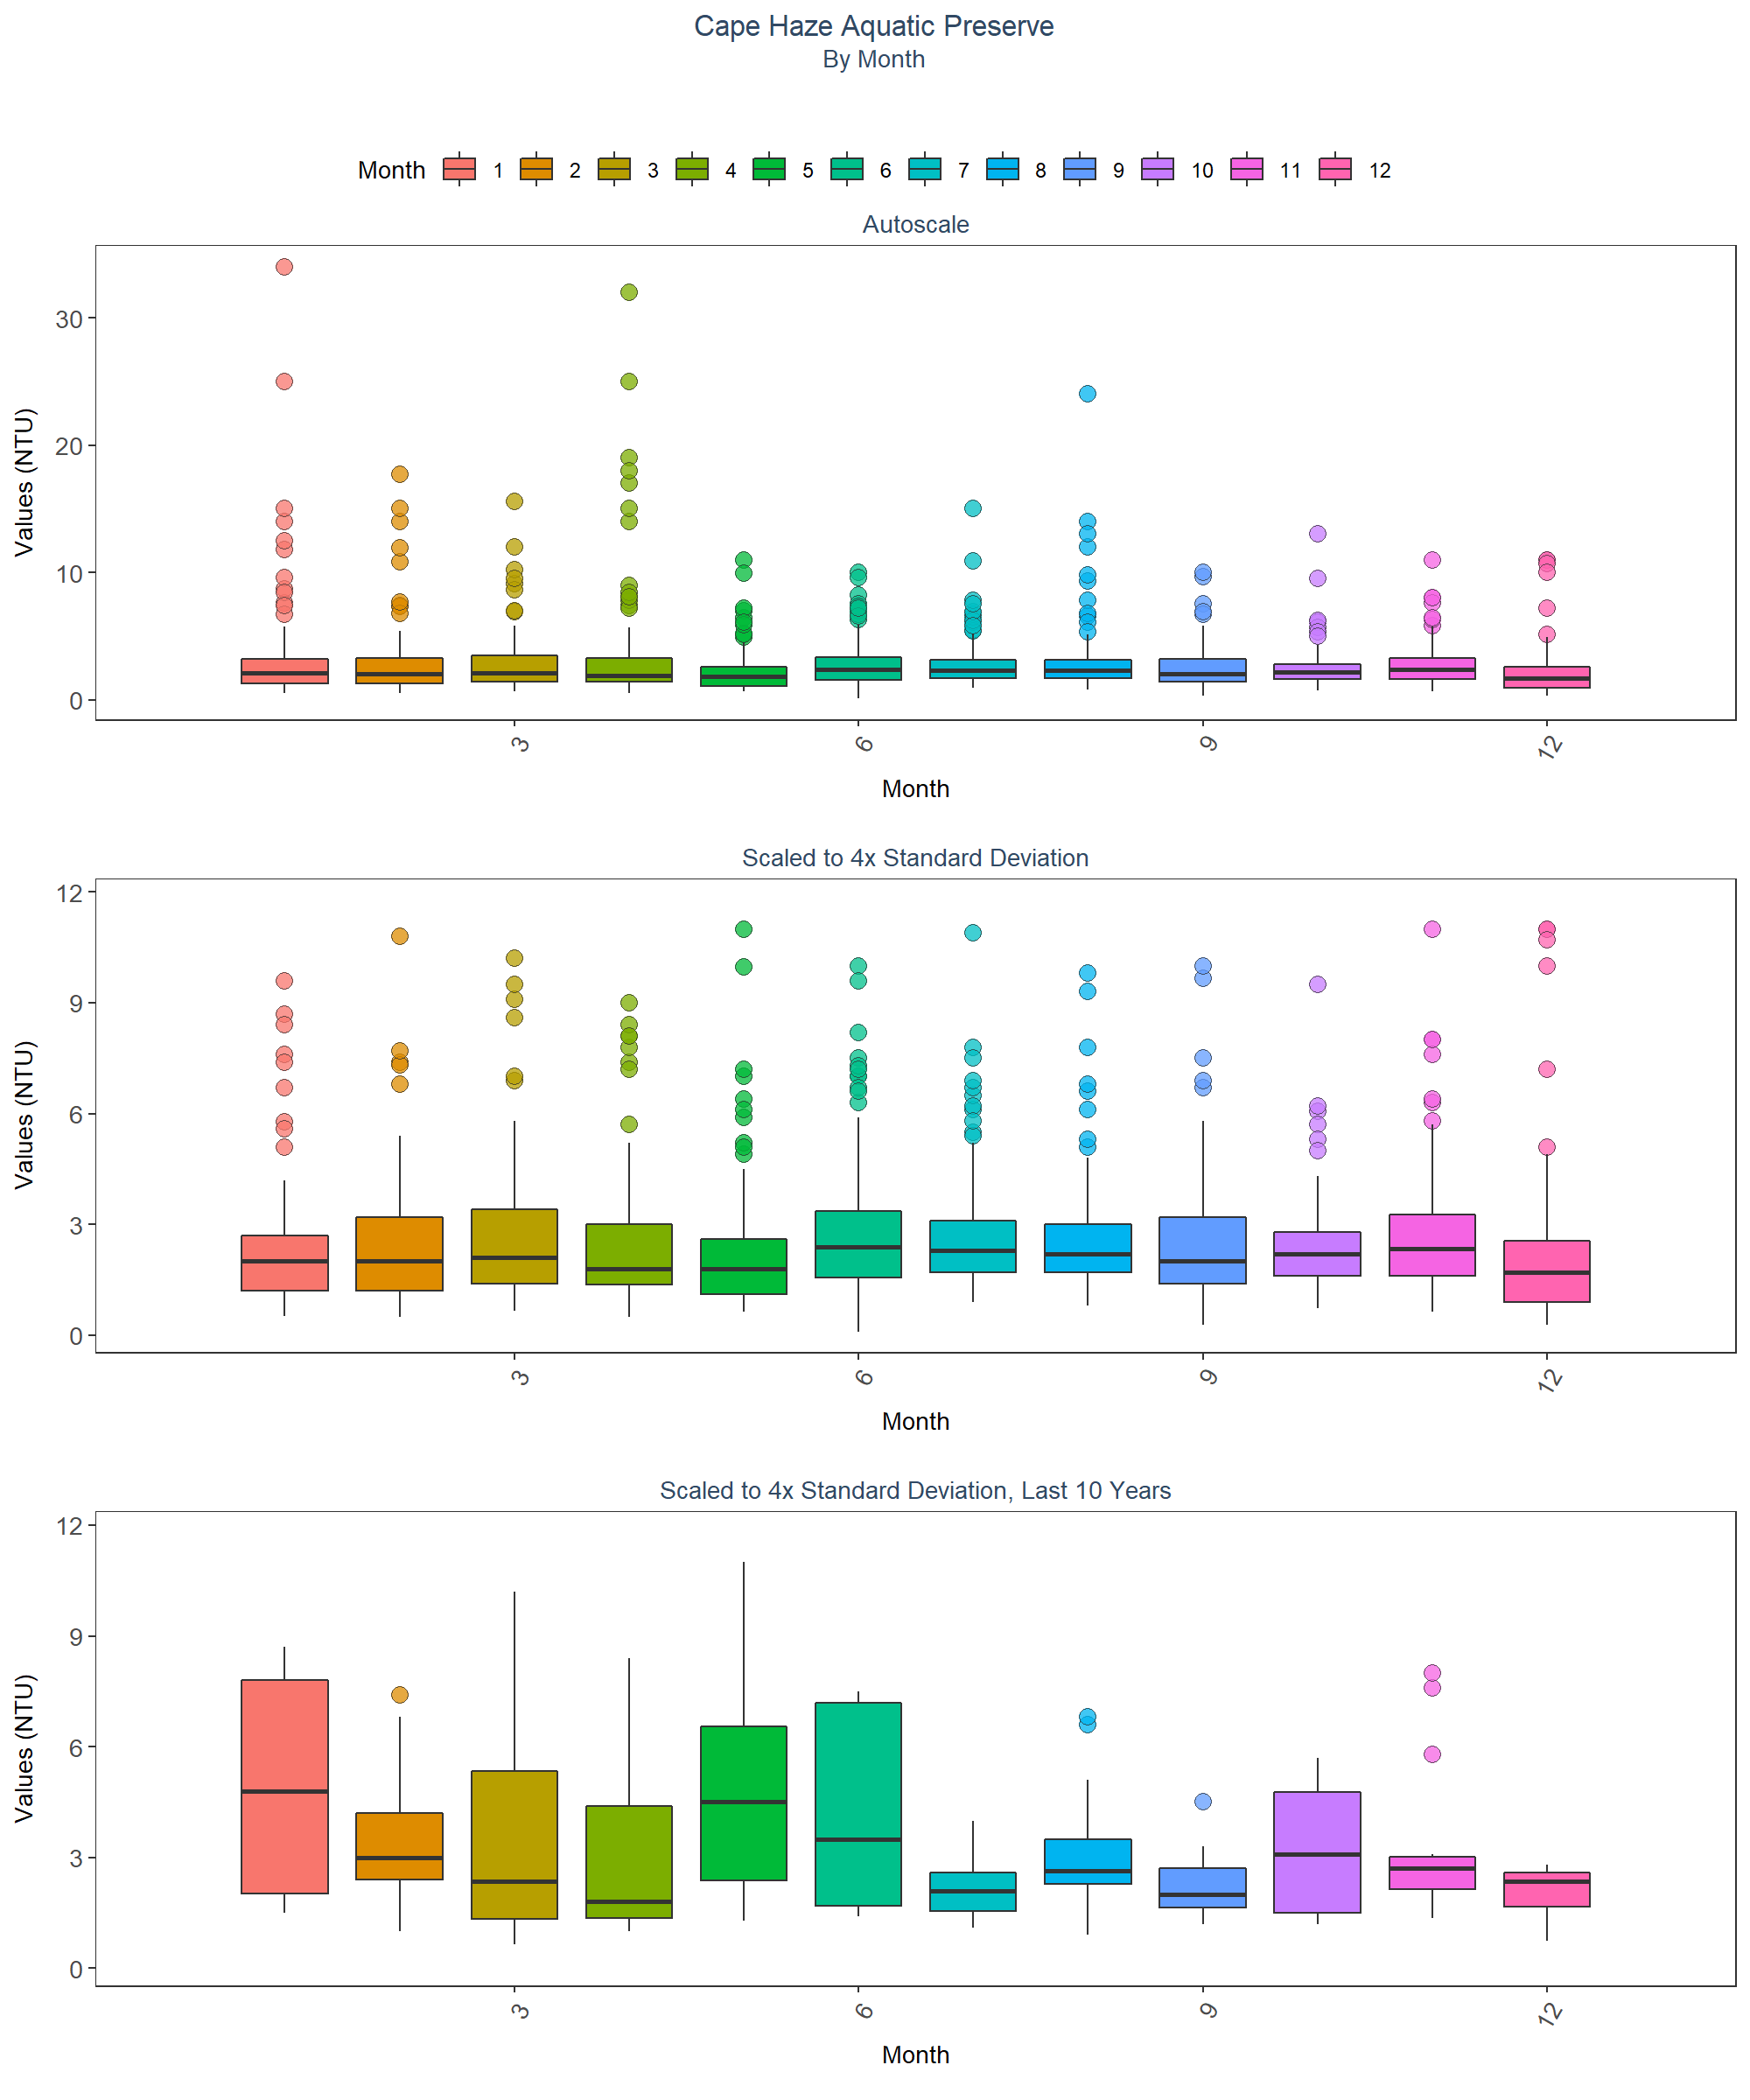 Cape Haze Aquatic Preserve
By Month
Month 1 2 3 4 5 6 7 8 9 10 11 12
Autoscale
Values (NTU)
30
20
10
0
3 6 9 12
Month
Scaled to 4x Standard Deviation
Values (NTU)
12
9
6
3
0
3 6 9 12
Month
Scaled to 4x Standard Deviation, Last 10 Years
Values (NTU)
12
9
6
3
0
3 6 9 12
Month